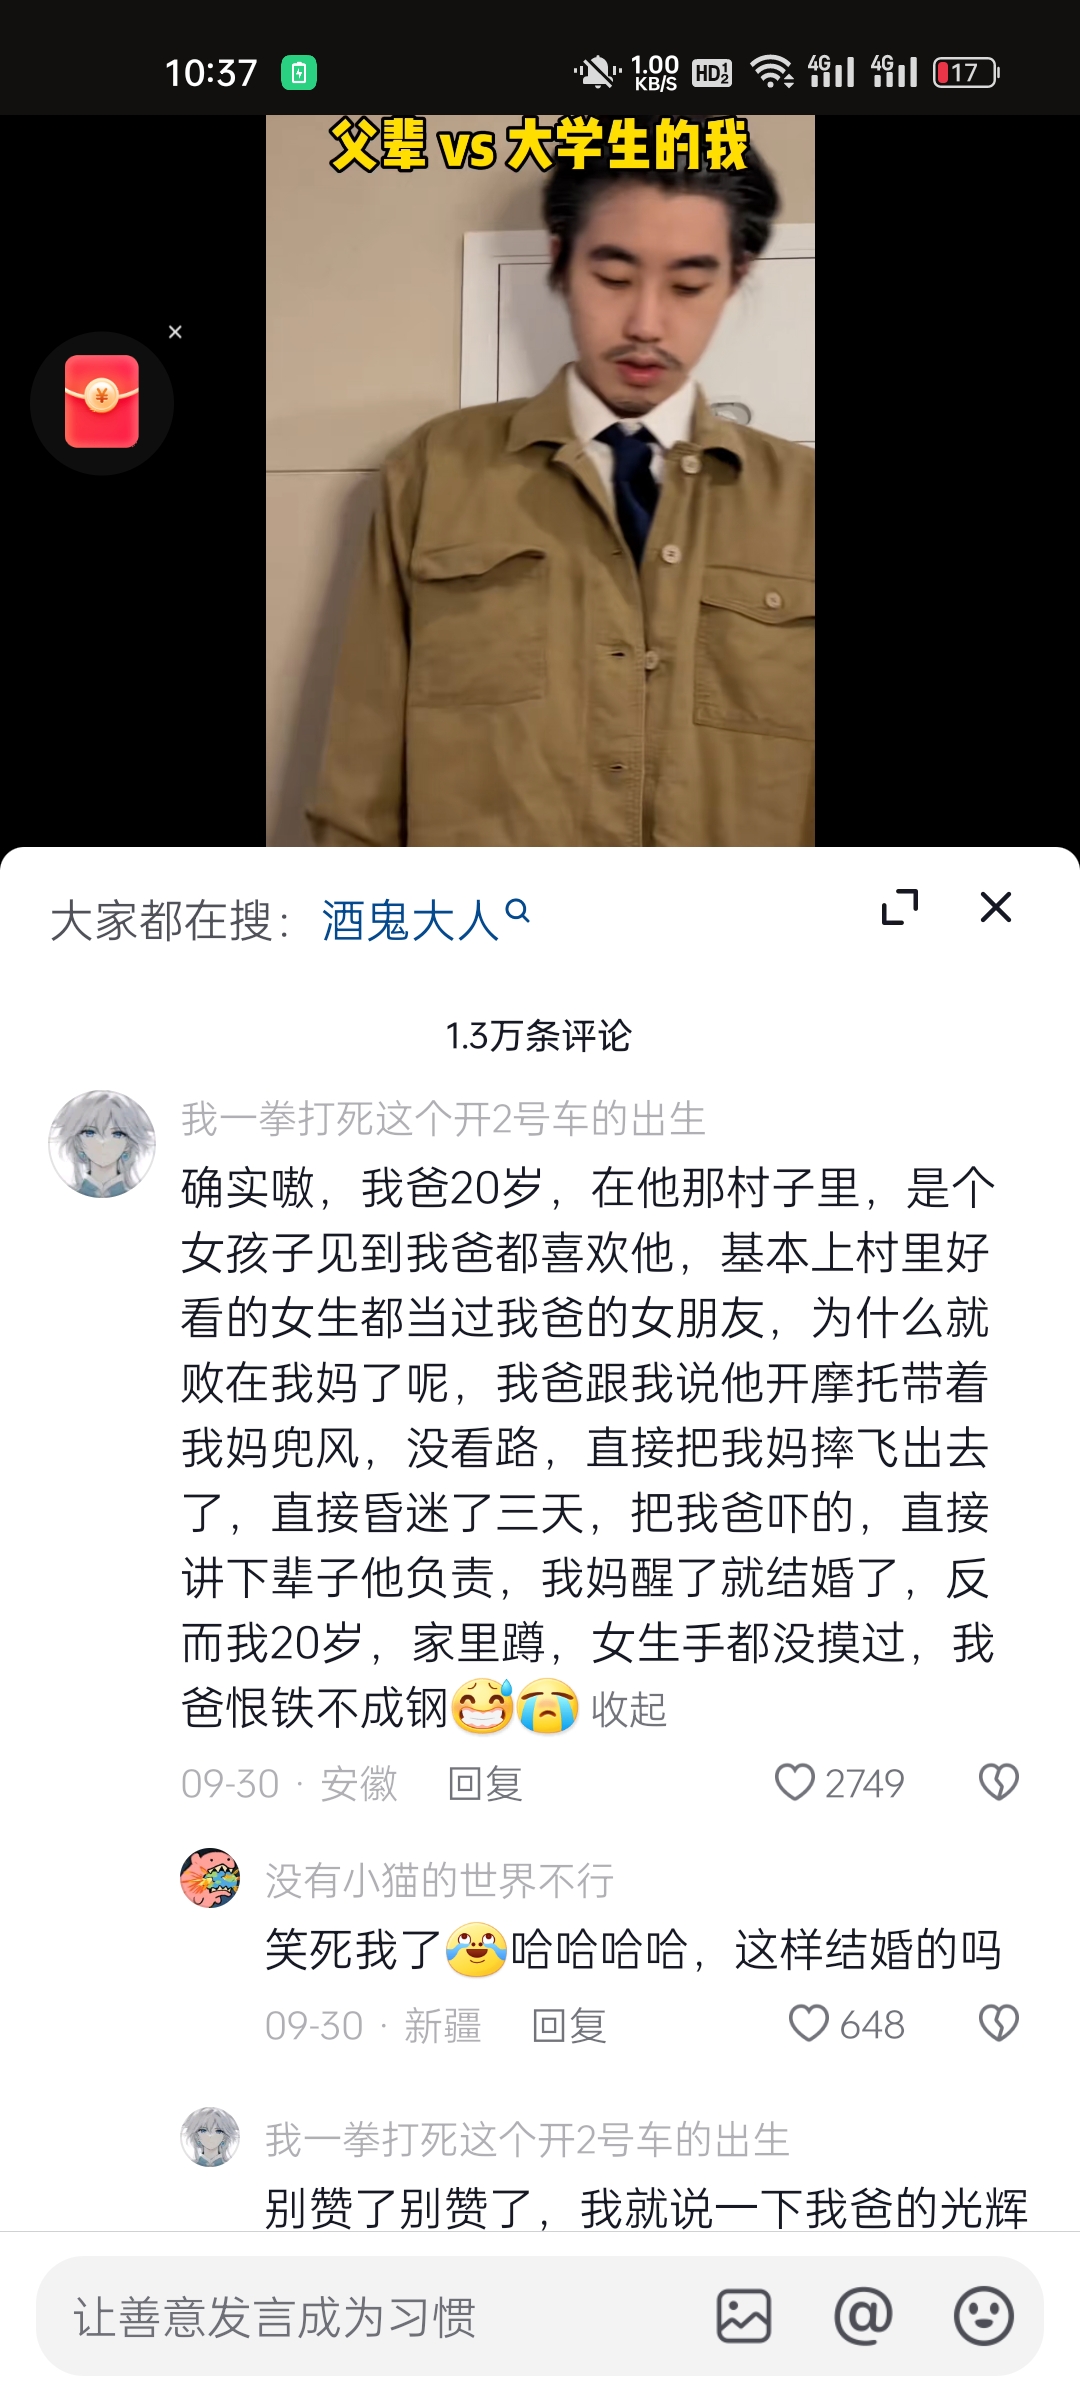 10:37
1.00 KB/S HD 1 2 4G 4G 17
父辈 vs 大学生的我
¥
大家都在搜： 酒鬼大人
1.3万条评论
我一拳打死这个开2号车的出生
确实嗷，我爸20岁，在他那村子里，是个
女孩子见到我爸都喜欢他，基本上村里好
看的女生都当过我爸的女朋友，为什么就
败在我妈了呢，我爸跟我说他开摩托带着
我妈兜风，没看路，直接把我妈摔飞出去
了，直接昏迷了三天，把我爸吓的，直接
讲下辈子他负责，我妈醒了就结婚了，反
而我20岁，家里蹲，女生手都没摸过，我
爸恨铁不成钢😅😭 收起
09-30 · 安徽 回复 2749
没有小猫的世界不行
笑死我了😂哈哈哈哈，这样结婚的吗
09-30 · 新疆 回复 648
我一拳打死这个开2号车的出生
别赞了别赞了，我就说一下我爸的光辉
让善意发言成为习惯 @